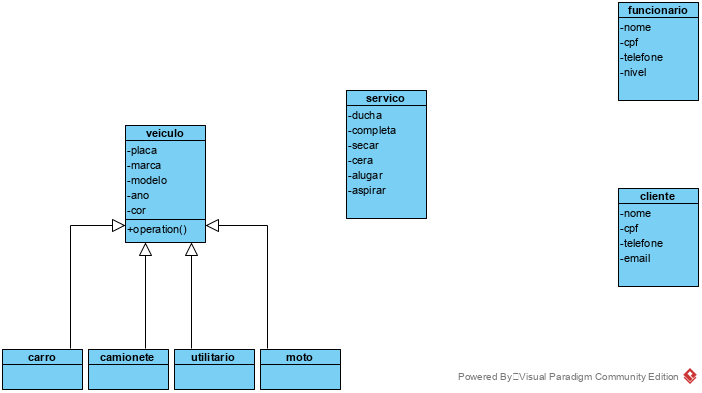 funcionario
-nome
-cpf
-telefone
-nivel
servico
-ducha
-completa
-secar
-cera
-alugar
-aspirar
veiculo
-placa
-marca
-modelo
-ano
-cor
+operation()
cliente
-nome
-cpf
-telefone
-email
carro
camionete
utilitario
moto
Powered By Visual Paradigm Community Edition